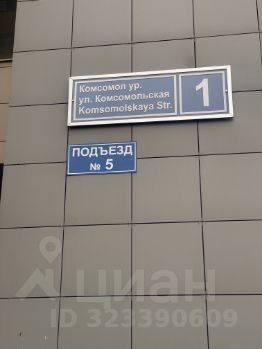 Комсомол ур.
ул. Комсомольская
Komsomolskaya Str.
1
ПОДЪЕЗД
№ 5
циан
ID 323390609